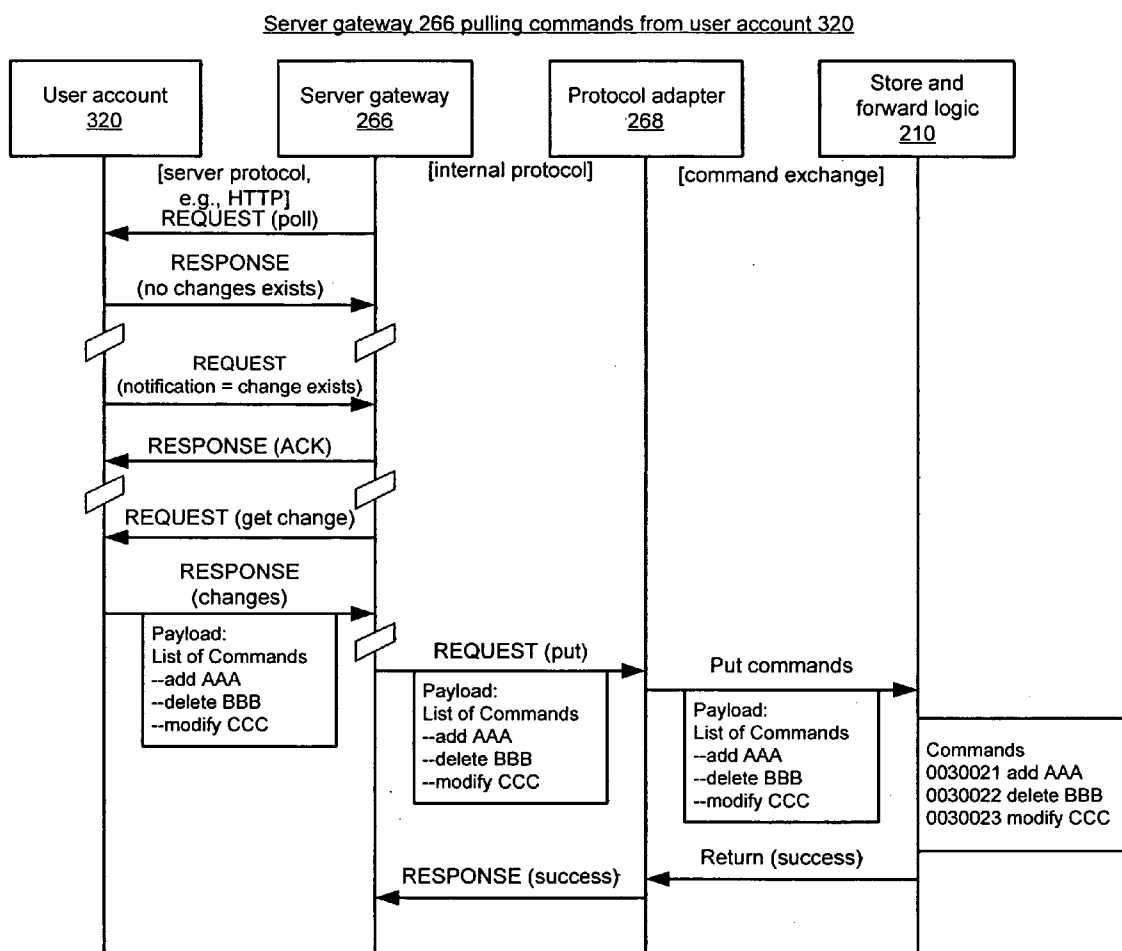 Server gateway 266 pulling commands from user account 320
User account
320
Server gateway
266
Protocol adapter
268
Store and
forward logic
210
[server protocol,
e.g., HTTP]
[internal protocol]
[command exchange]
REQUEST (poll)
RESPONSE
(no changes exists)
REQUEST
(notification = change exists)
RESPONSE (ACK)
REQUEST (get change)
RESPONSE
(changes)
Payload:
List of Commands
--add AAA
--delete BBB
--modify CCC
REQUEST (put)
Payload:
List of Commands
--add AAA
--delete BBB
--modify CCC
Put commands
Payload:
List of Commands
--add AAA
--delete BBB
--modify CCC
Commands
0030021 add AAA
0030022 delete BBB
0030023 modify CCC
Return (success)
RESPONSE (success)